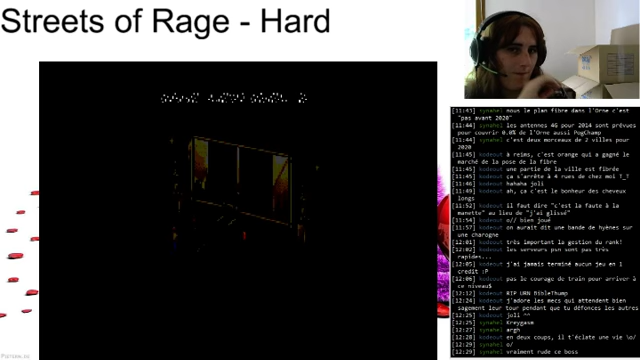 Streets of Rage - Hard
[11:43] synahel nous le plan fibre dans l'Orne c'est
"pas avant 2020"
[11:44] synahel les antennes 4G pour 2014 sont prévues
pour couvrir 0.0% de l'Orne aussi PogChamp
[11:44] synahel c'est deux morceaux de 2 villes pour
2020
[11:45] kodeout à reims, c'est orange qui a gagné le
marché de la pose de la fibre
[11:45] kodeout une partie de la ville est fibrée
[11:45] kodeout ça s'arrête à 4 rues de chez moi T_T
[11:46] kodeout hahaha joli
[11:49] kodeout ah, ça c'est le bonheur des cheveux
longs
[11:52] kodeout il faut dire "c'est la faute à la
manette" au lieu de "j'ai glissé"
[11:54] kodeout o// bien joué
[11:57] kodeout on aurait dit une bande de hyènes sur
une charogne
[12:01] kodeout très important la gestion du rank!
[12:02] kodeout les serveurs psn sont pas très
rapides...
[12:05] kodeout j'ai jamais terminé aucun jeu en 1
credit :P
[12:06] kodeout pas le courage de train pour arriver à
ce niveau
[12:12] kodeout RIP URN BibleThump
[12:24] kodeout j'adore les mecs qui attendent bien
sagement leur tour pendant que tu défonces les autres
[12:25] kodeout joli ^^
[12:25] synahel Kreygasm
[12:27] synahel argh
[12:28] kodeout en deux coups, il t'éclate une vie \o/
[12:29] synahel o/
[12:29] synahel vraiment rude ce boss